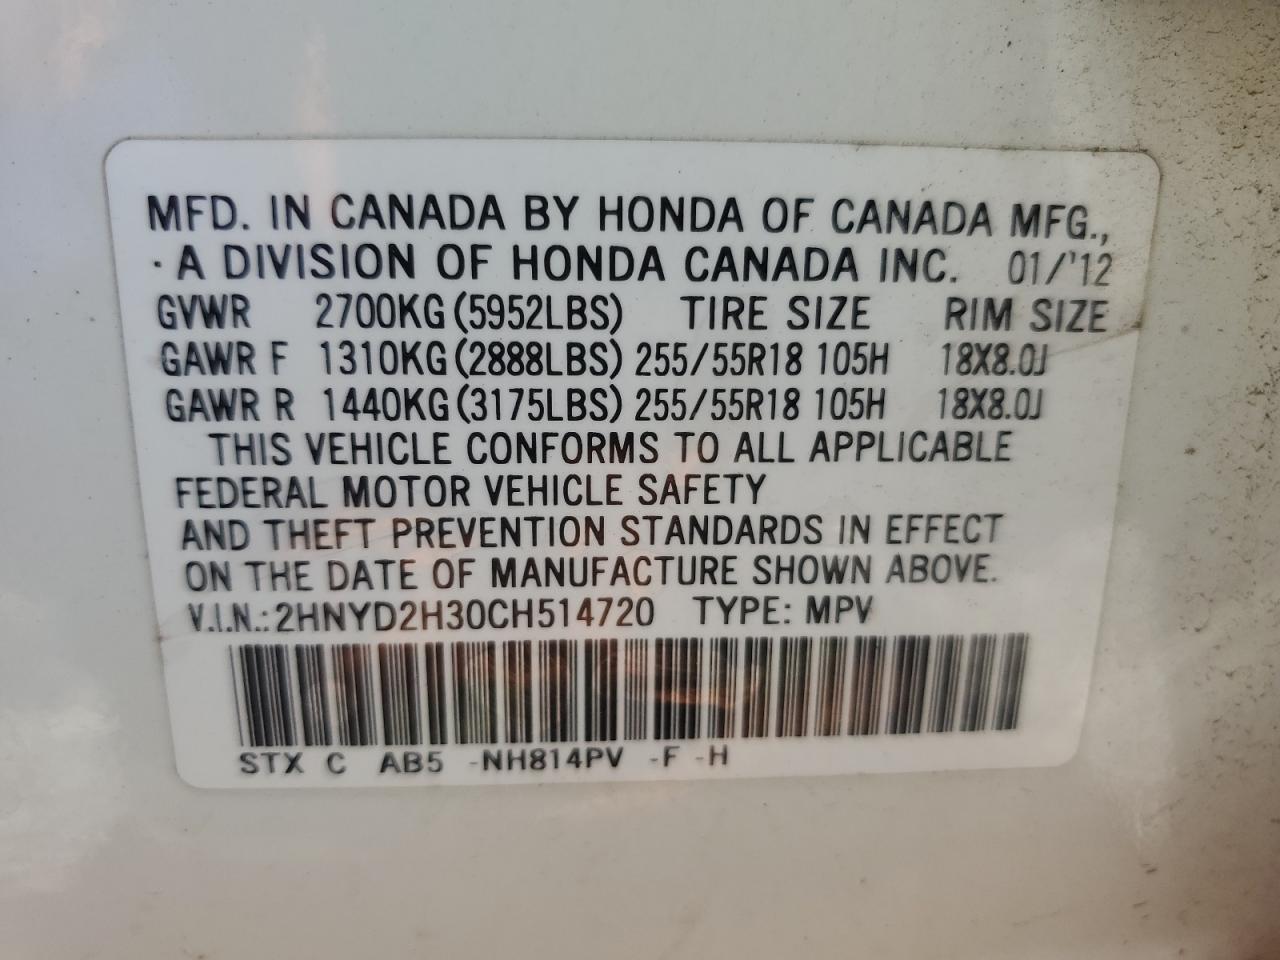 MFD. IN CANADA BY HONDA OF CANADA MFG.,
· A DIVISION OF HONDA CANADA INC. 01/'12
GVWR 2700KG (5952LBS) TIRE SIZE RIM SIZE
GAWR F 1310KG (2888LBS) 255/55R18 105H 18X8.0J
GAWR R 1440KG (3175LBS) 255/55R18 105H 18X8.0J
THIS VEHICLE CONFORMS TO ALL APPLICABLE
FEDERAL MOTOR VEHICLE SAFETY
AND THEFT PREVENTION STANDARDS IN EFFECT
ON THE DATE OF MANUFACTURE SHOWN ABOVE.
V.I.N.: 2HNYD2H30CH514720 TYPE: MPV
STX C AB5 -NH814PV -F -H